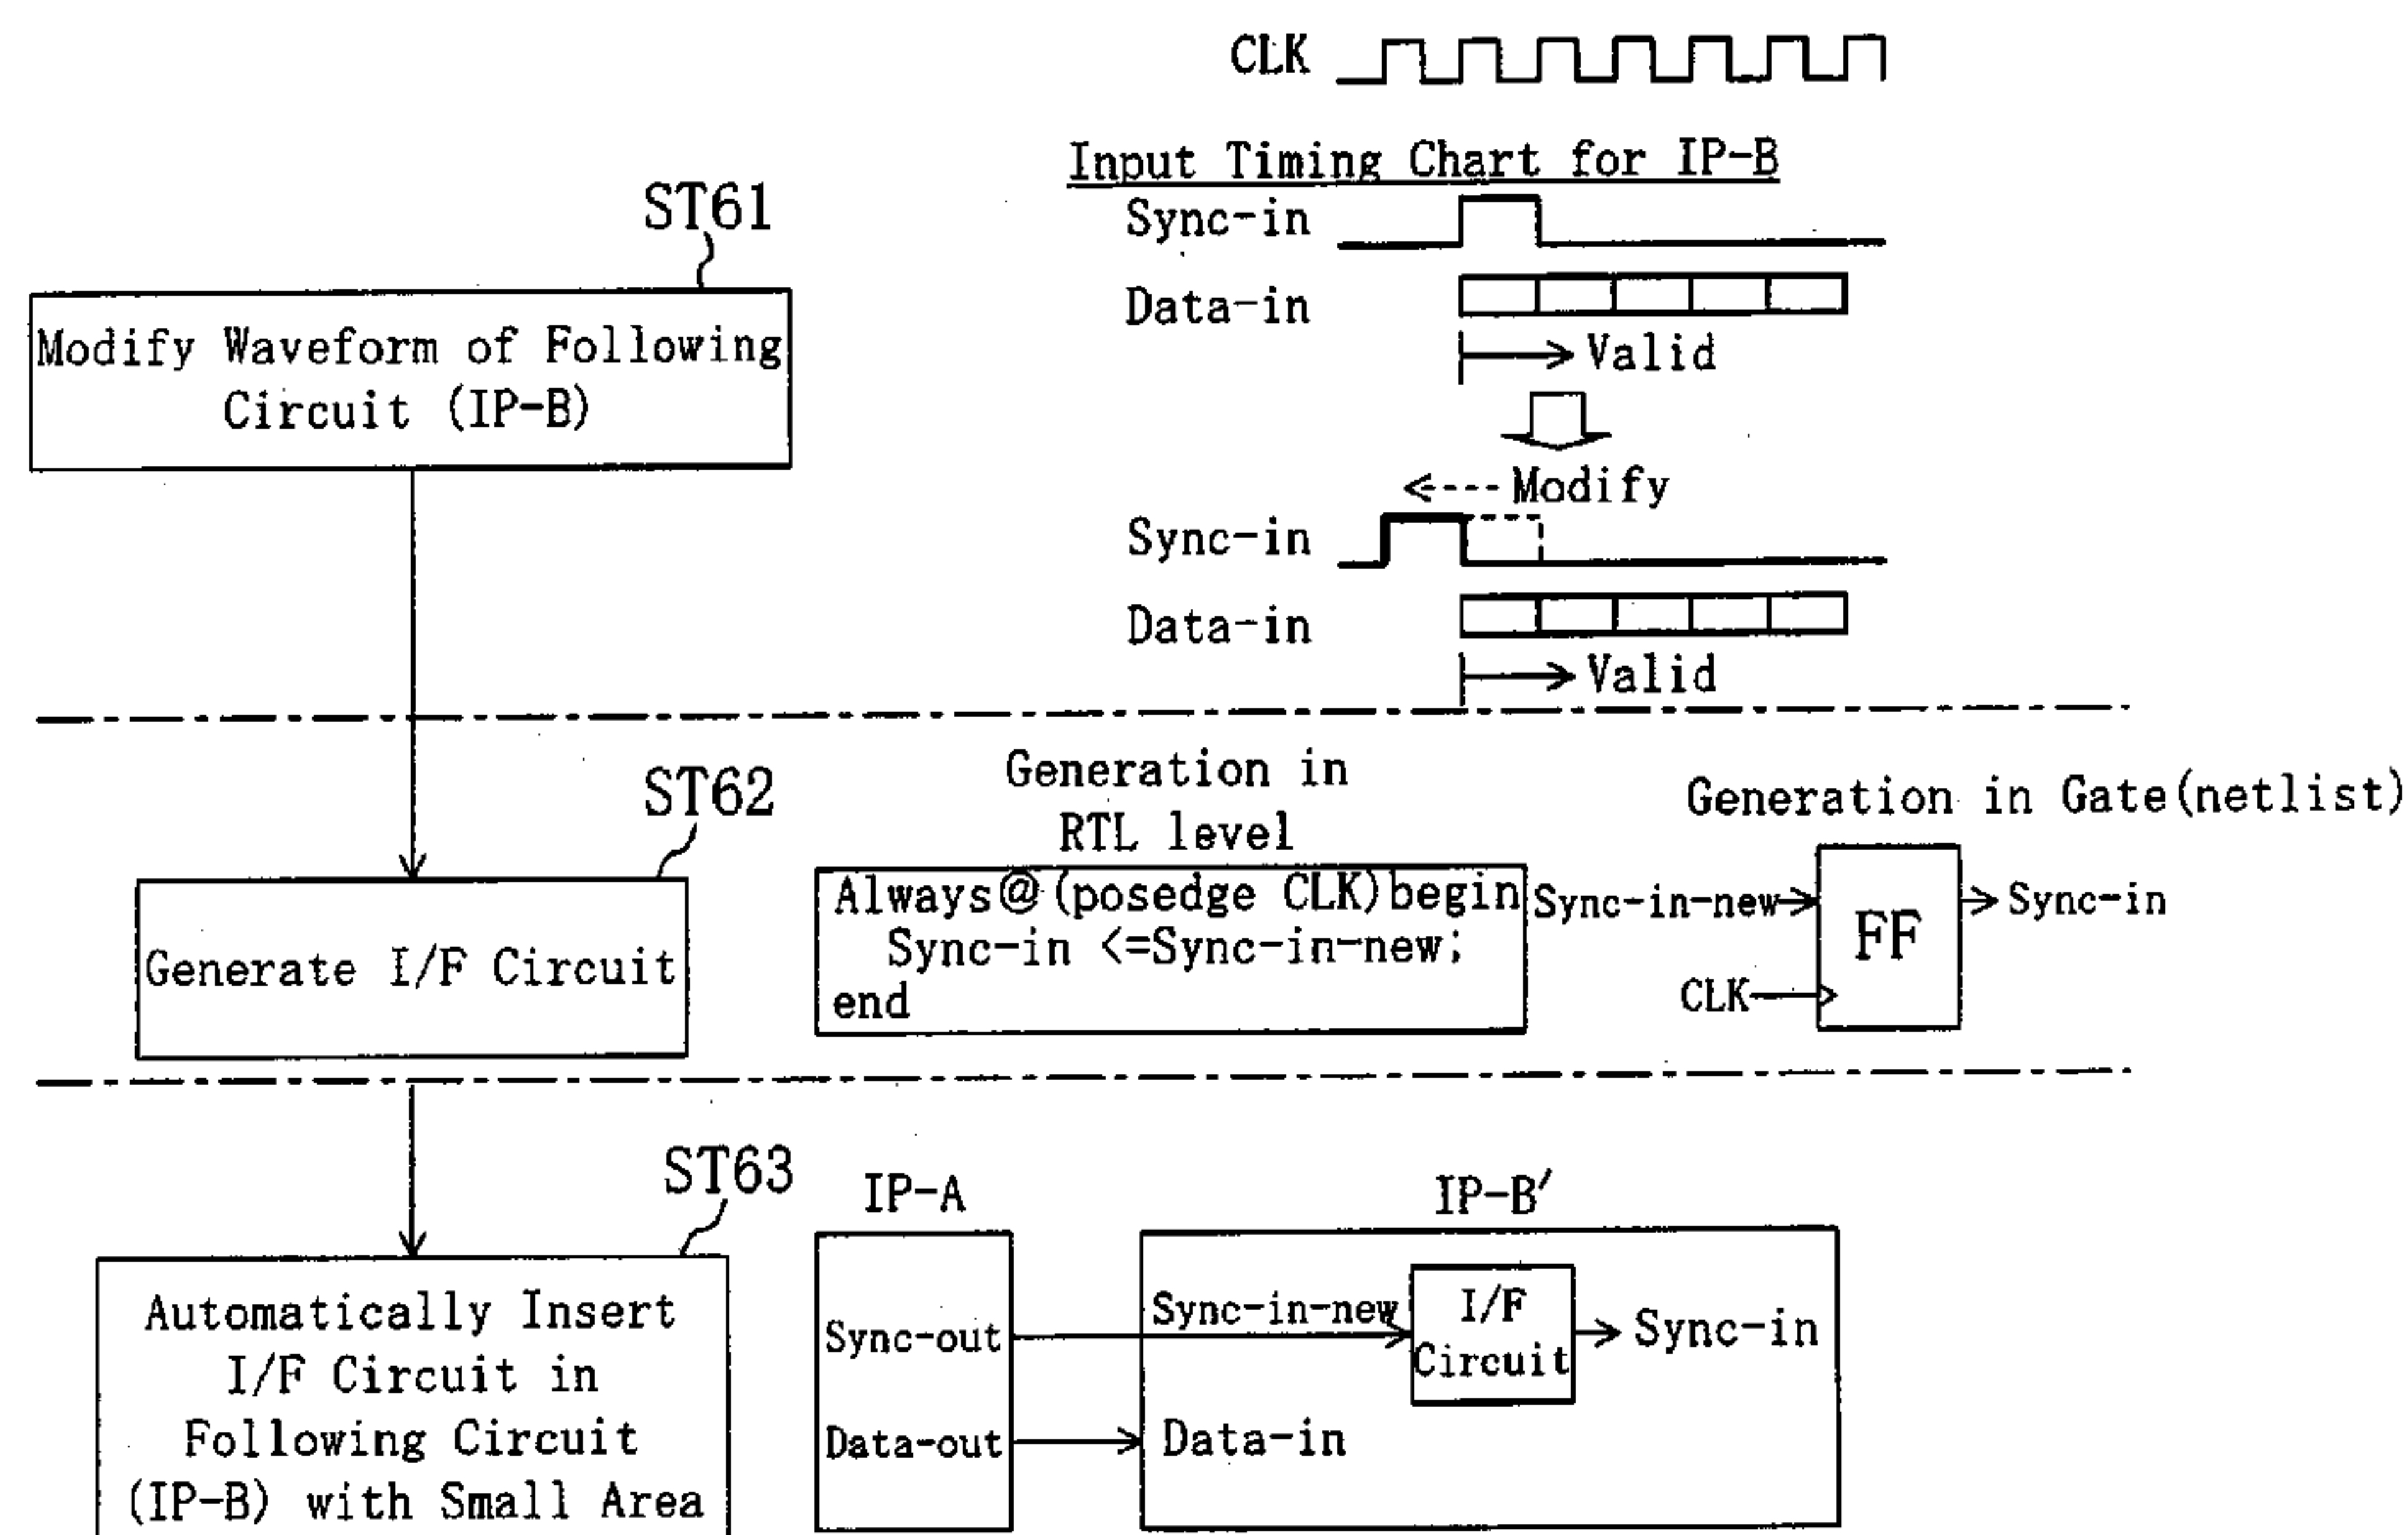 CLK
Input Timing Chart for IP-B
Sync-in
Data-in
Valid
Modify
Sync-in
Data-in
Valid
ST61
Modify Waveform of Following
Circuit (IP-B)
ST62
Generate I/F Circuit
Generation in
RTL level
Always@(posedge CLK)begin
Sync-in <=Sync-in-new;
end
Generation in Gate(netlist)
Sync-in-new
FF
Sync-in
CLK
ST63
Automatically Insert
I/F Circuit in
Following Circuit
(IP-B) with Small Area
IP-A
Sync-out
Data-out
IP-B′
Sync-in-new
I/F
Circuit
Sync-in
Data-in